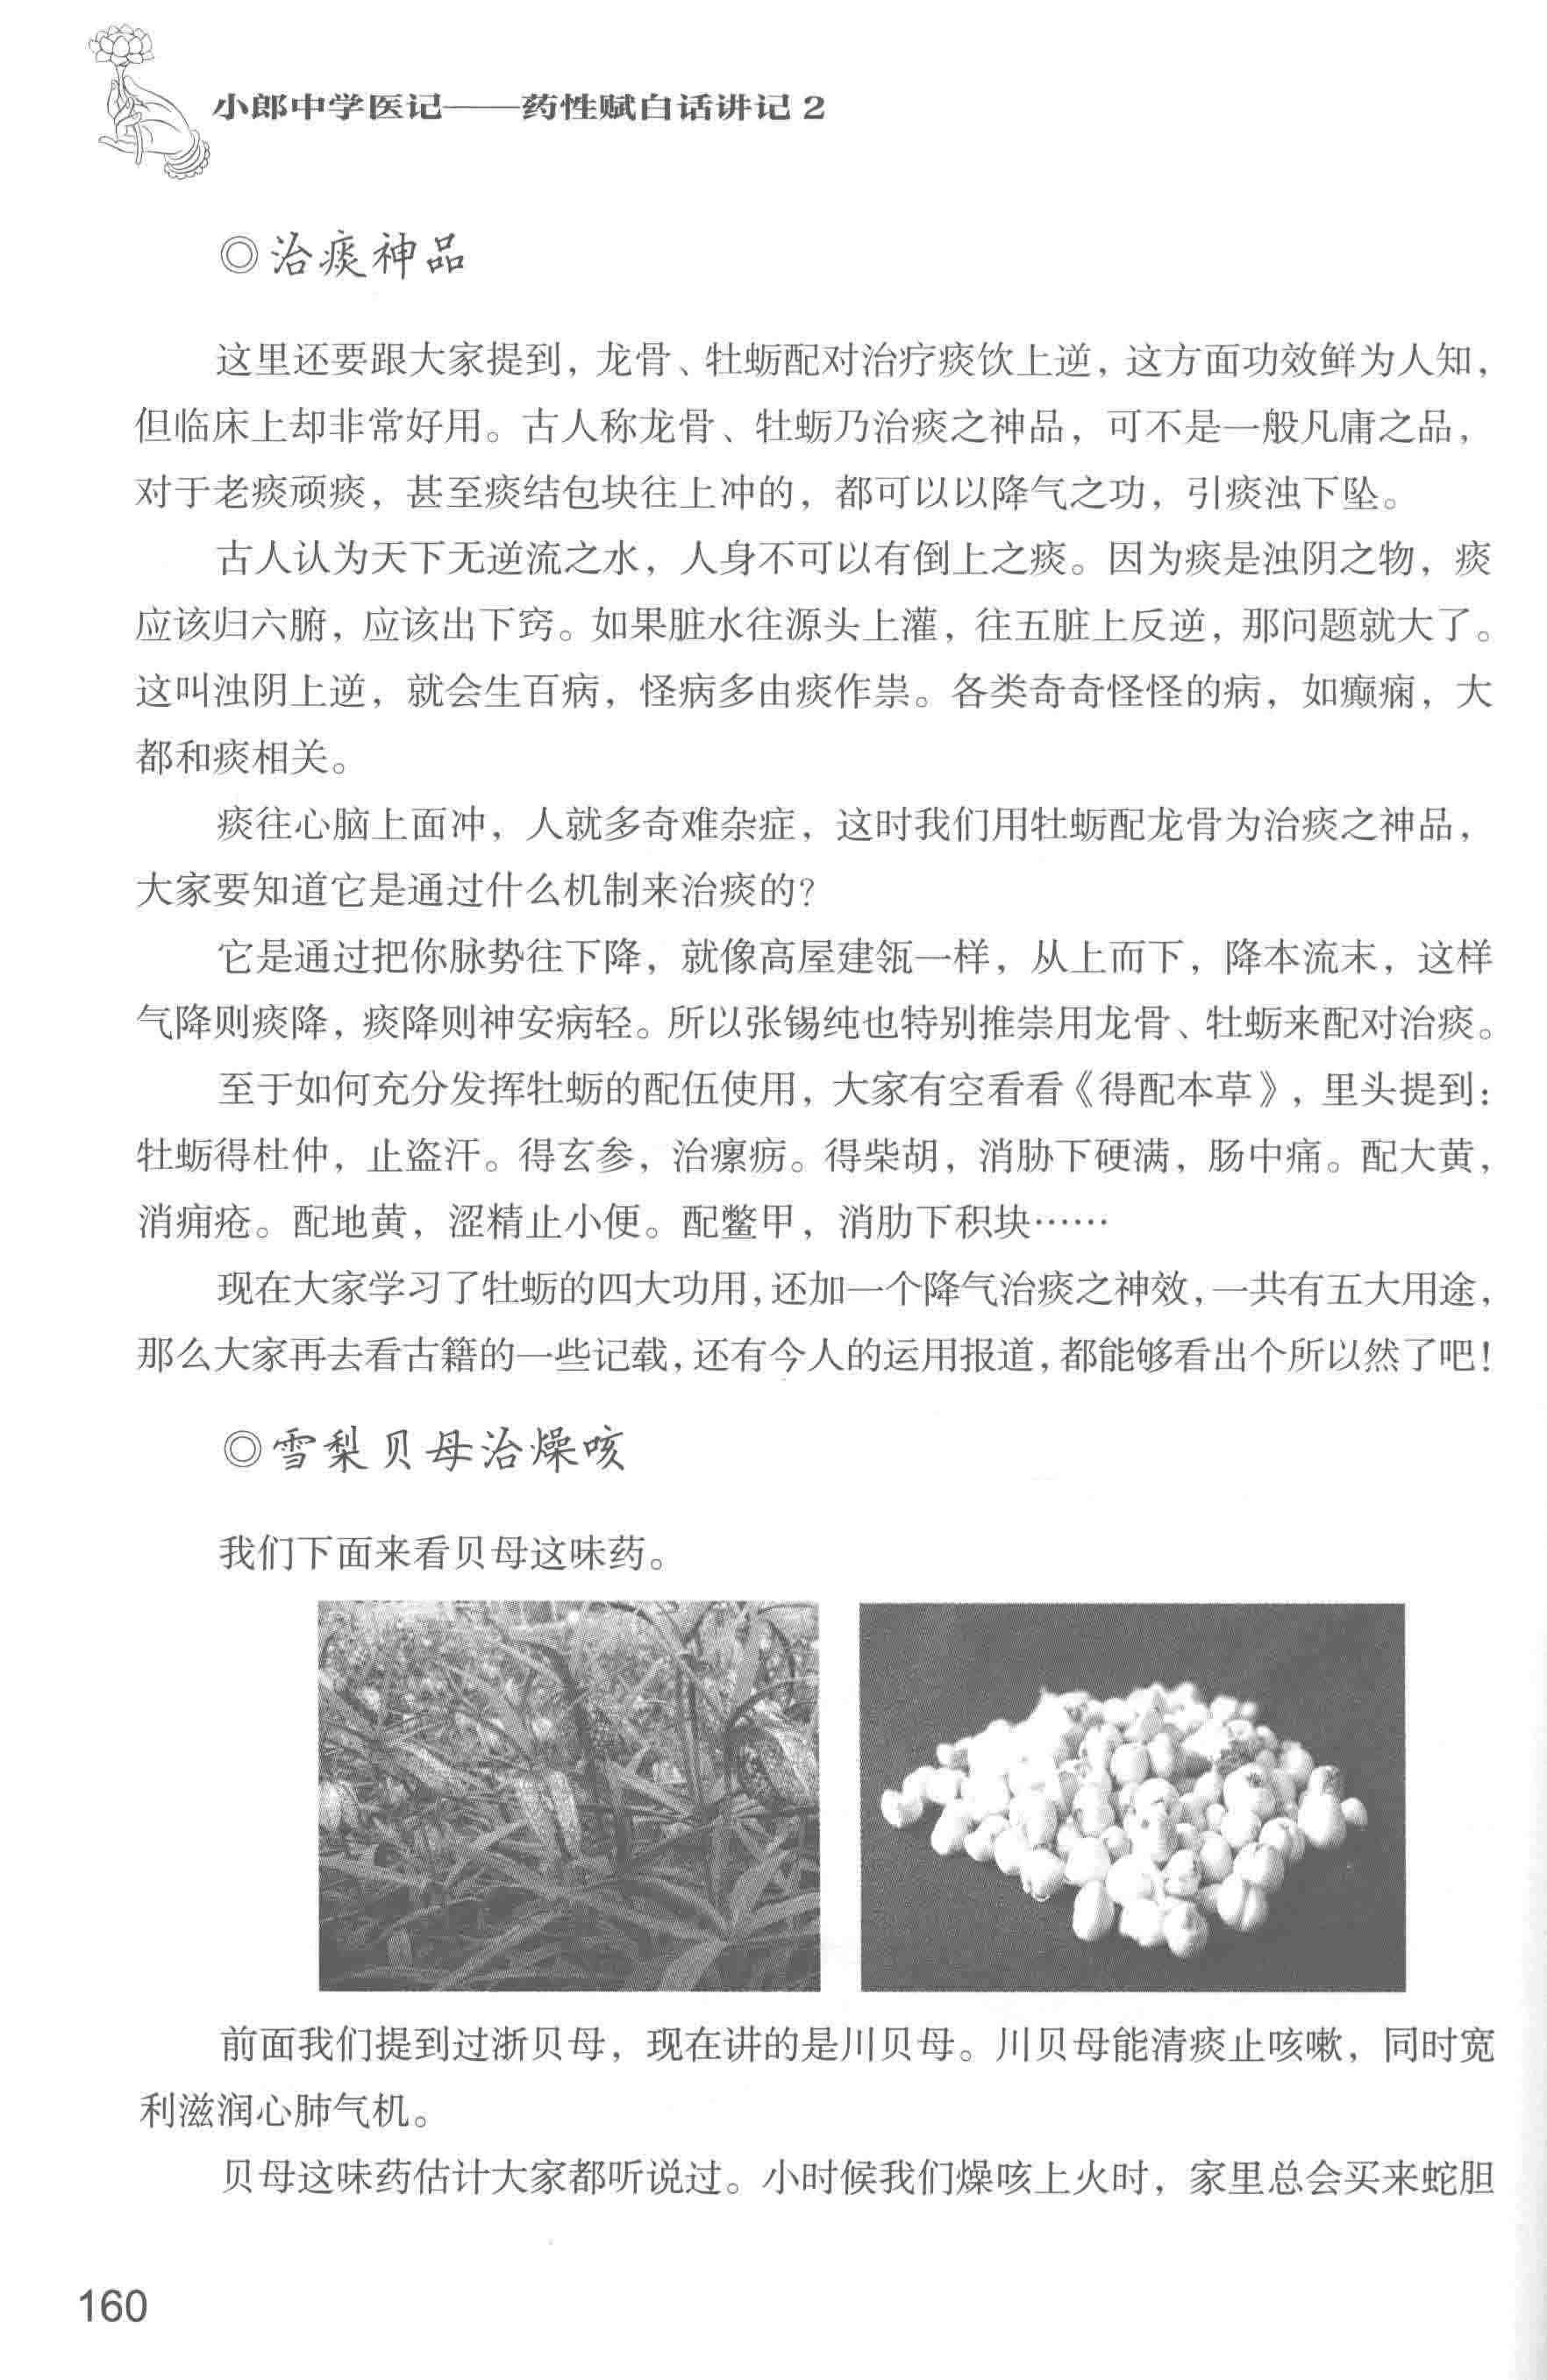 小郎中学医记——药性赋白话讲记 2
◎治痰神品
这里还要跟大家提到，龙骨、牡蛎配对治疗痰饮上逆，这方面功效鲜为人知，
但临床上却非常好用。古人称龙骨、牡蛎乃治痰之神品，可不是一般凡庸之品，
对于老痰顽痰，甚至痰结包块往上冲的，都可以以降气之功，引痰浊下坠。
古人认为天下无逆流之水，人身不可以有倒上之痰。因为痰是浊阴之物，痰
应该归六腑，应该出下窍。如果脏水往源头上灌，往五脏上反逆，那问题就大了。
这叫浊阴上逆，就会生百病，怪病多由痰作祟。各类奇奇怪怪的病，如癫痫，大
都和痰相关。
痰往心脑上面冲，人就多奇难杂症，这时我们用牡蛎配龙骨为治痰之神品，
大家要知道它是通过什么机制来治痰的？
它是通过把你脉势往下降，就像高屋建瓴一样，从上而下，降本流末，这样
气降则痰降，痰降则神安病轻。所以张锡纯也特别推崇用龙骨、牡蛎来配对治痰。
至于如何充分发挥牡蛎的配伍使用，大家有空看看《得配本草》，里头提到：
牡蛎得杜仲，止盗汗。得玄参，治瘰疬。得柴胡，消胁下硬满，肠中痛。配大黄，
消痈疮。配地黄，涩精止小便。配鳖甲，消肋下积块……
现在大家学习了牡蛎的四大功用，还加一个降气治痰之神效，一共有五大用途，
那么大家再去看古籍的一些记载，还有今人的运用报道，都能够看出个所以然了吧！
◎雪梨贝母治燥咳
我们下面来看贝母这味药。
前面我们提到过浙贝母，现在讲的是川贝母。川贝母能清痰止咳嗽，同时宽
利滋润心肺气机。
贝母这味药估计大家都听说过。小时候我们燥咳上火时，家里总会买来蛇胆
160